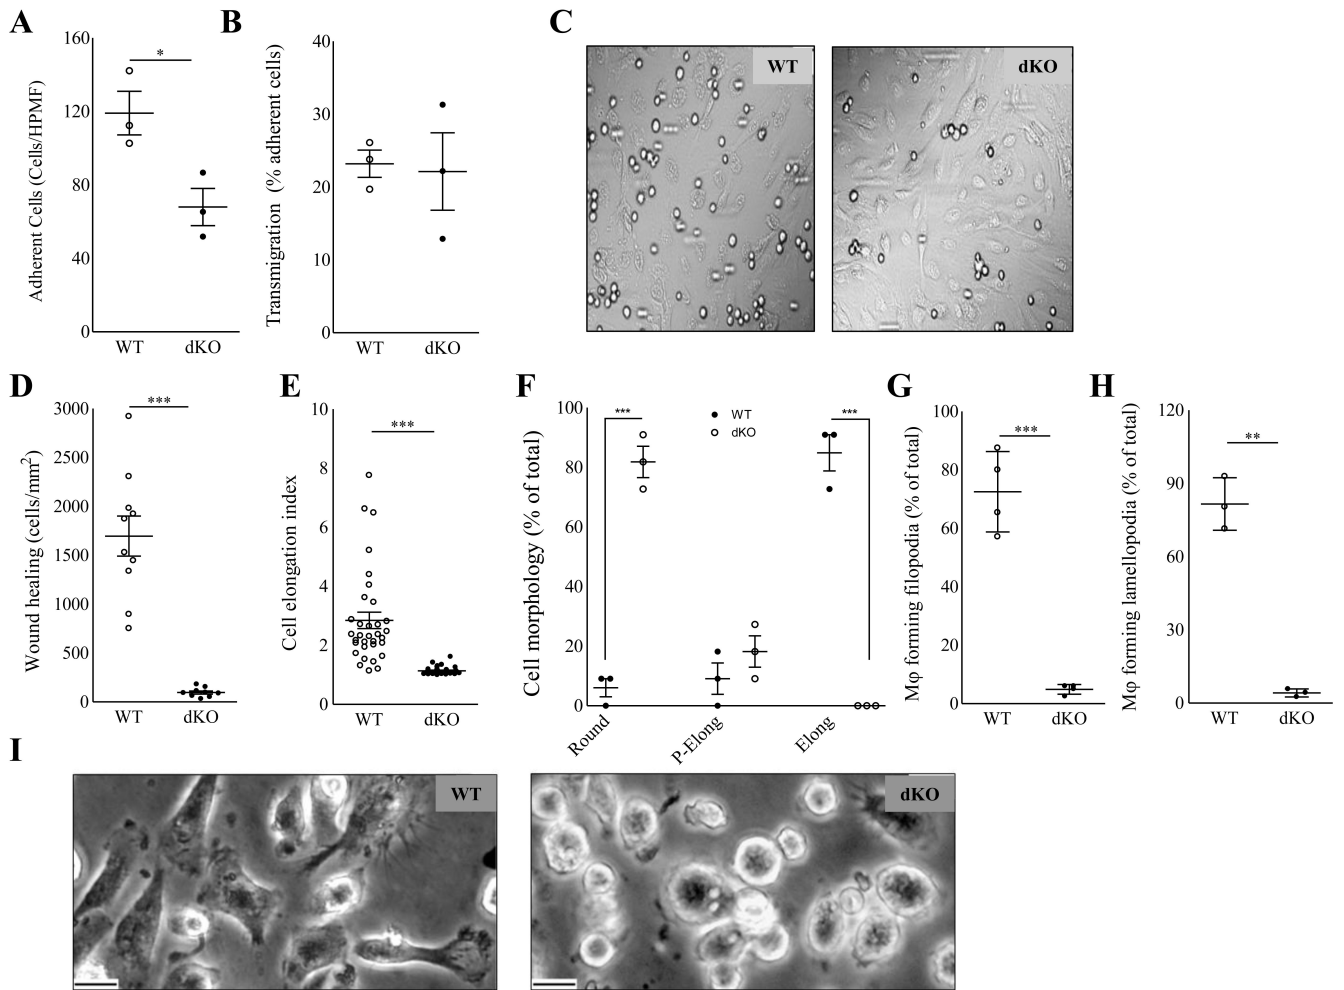 A
Adherent Cells (Cells/HPMF)
160
120
80
40
0
*
WT
dKO
B
Transmigration (% adherent cells)
40
30
20
10
0
WT
dKO
C
WT
dKO
D
Wound healing (cells/mm²)
3000
2500
2000
1500
1000
500
0
***
WT
dKO
E
Cell elongation index
10
8
6
4
2
0
***
WT
dKO
F
Cell morphology (% of total)
100
80
60
40
20
0
***
WT
dKO
***
Round
P-Elong
Elong
G
Mφ forming filopodia (% of total)
100
80
60
40
20
0
***
WT
dKO
H
Mφ forming lamellopodia (% of total)
120
90
60
30
0
**
WT
dKO
I
WT
dKO